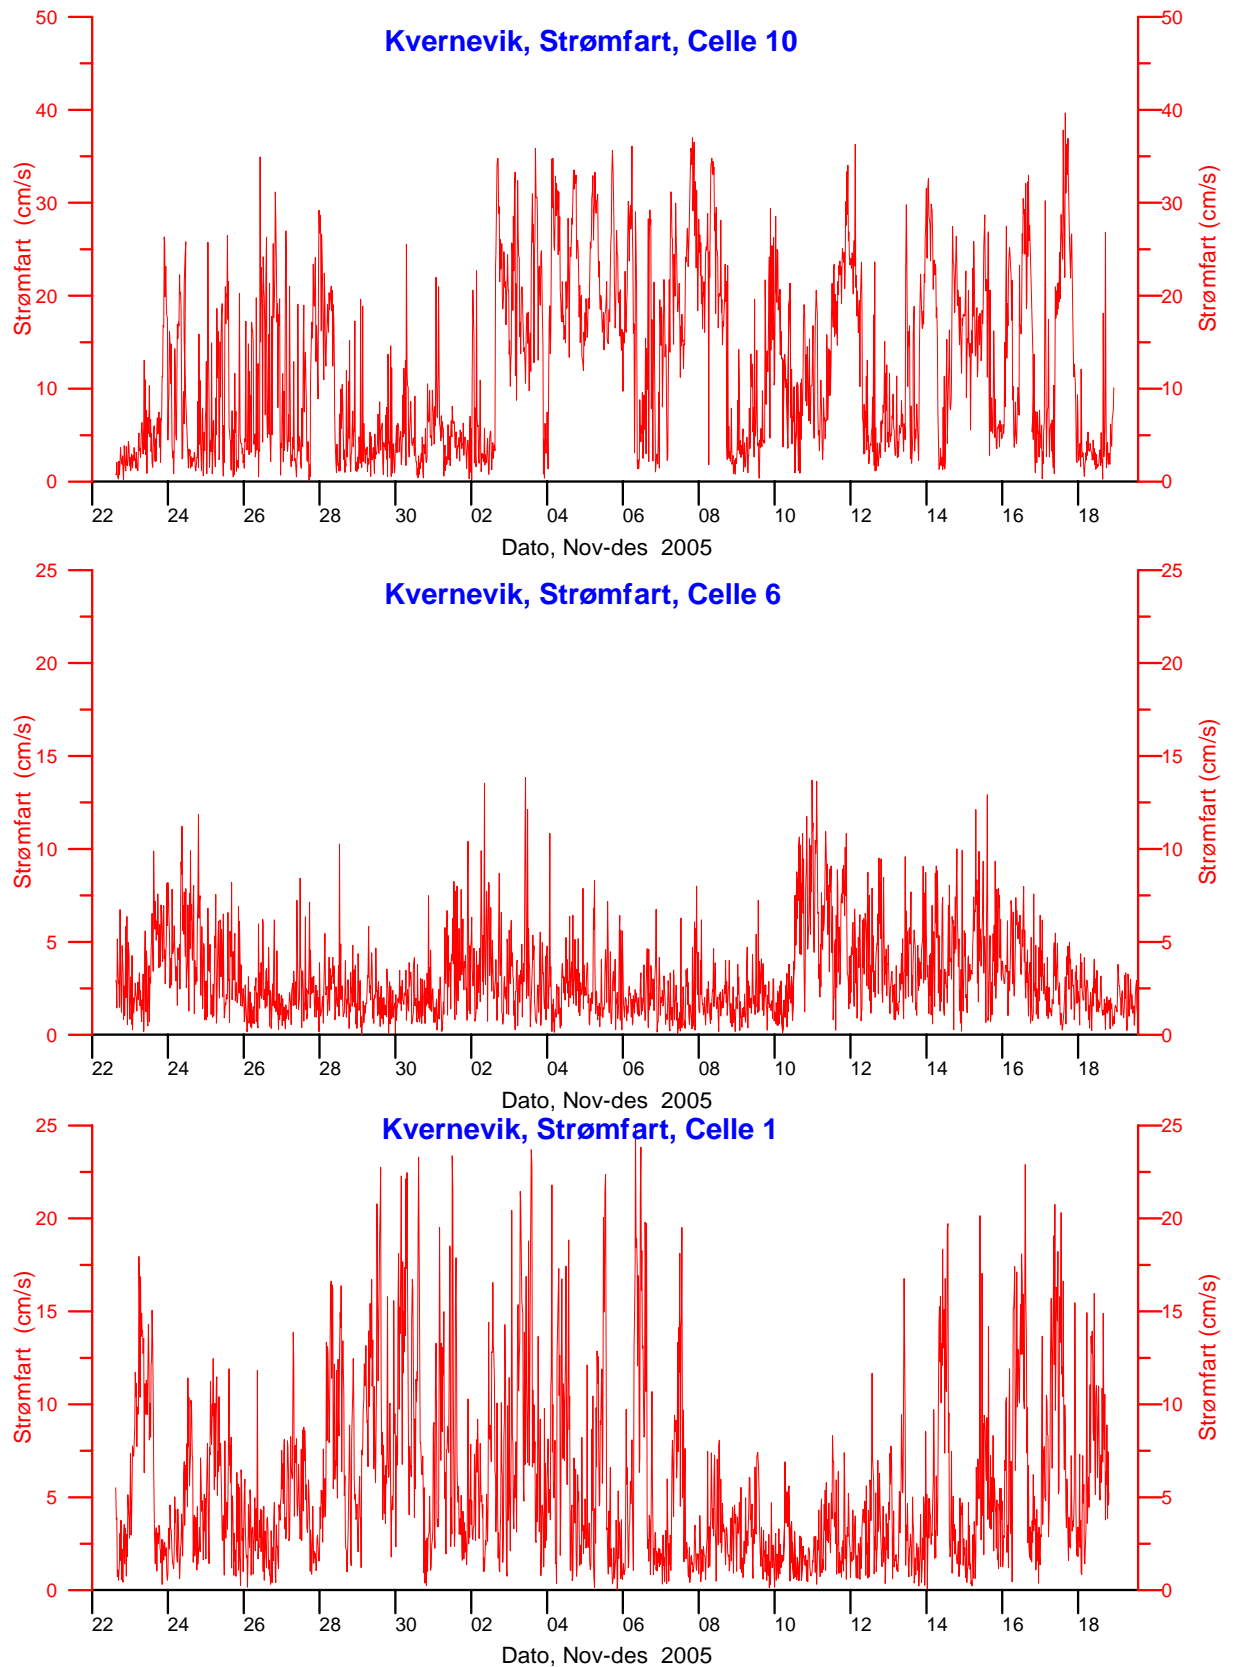 Kvernevik, Strømfart, Celle 10
Strømfart (cm/s)
50
40
30
20
10
0
50
40
30
20
10
0
Strømfart (cm/s)
22 24 26 28 30 02 04 06 08 10 12 14 16 18
Dato, Nov-des 2005
Kvernevik, Strømfart, Celle 6
Strømfart (cm/s)
25
20
15
10
5
0
25
20
15
10
5
0
Strømfart (cm/s)
22 24 26 28 30 02 04 06 08 10 12 14 16 18
Dato, Nov-des 2005
Kvernevik, Strømfart, Celle 1
Strømfart (cm/s)
25
20
15
10
5
0
25
20
15
10
5
0
Strømfart (cm/s)
22 24 26 28 30 02 04 06 08 10 12 14 16 18
Dato, Nov-des 2005